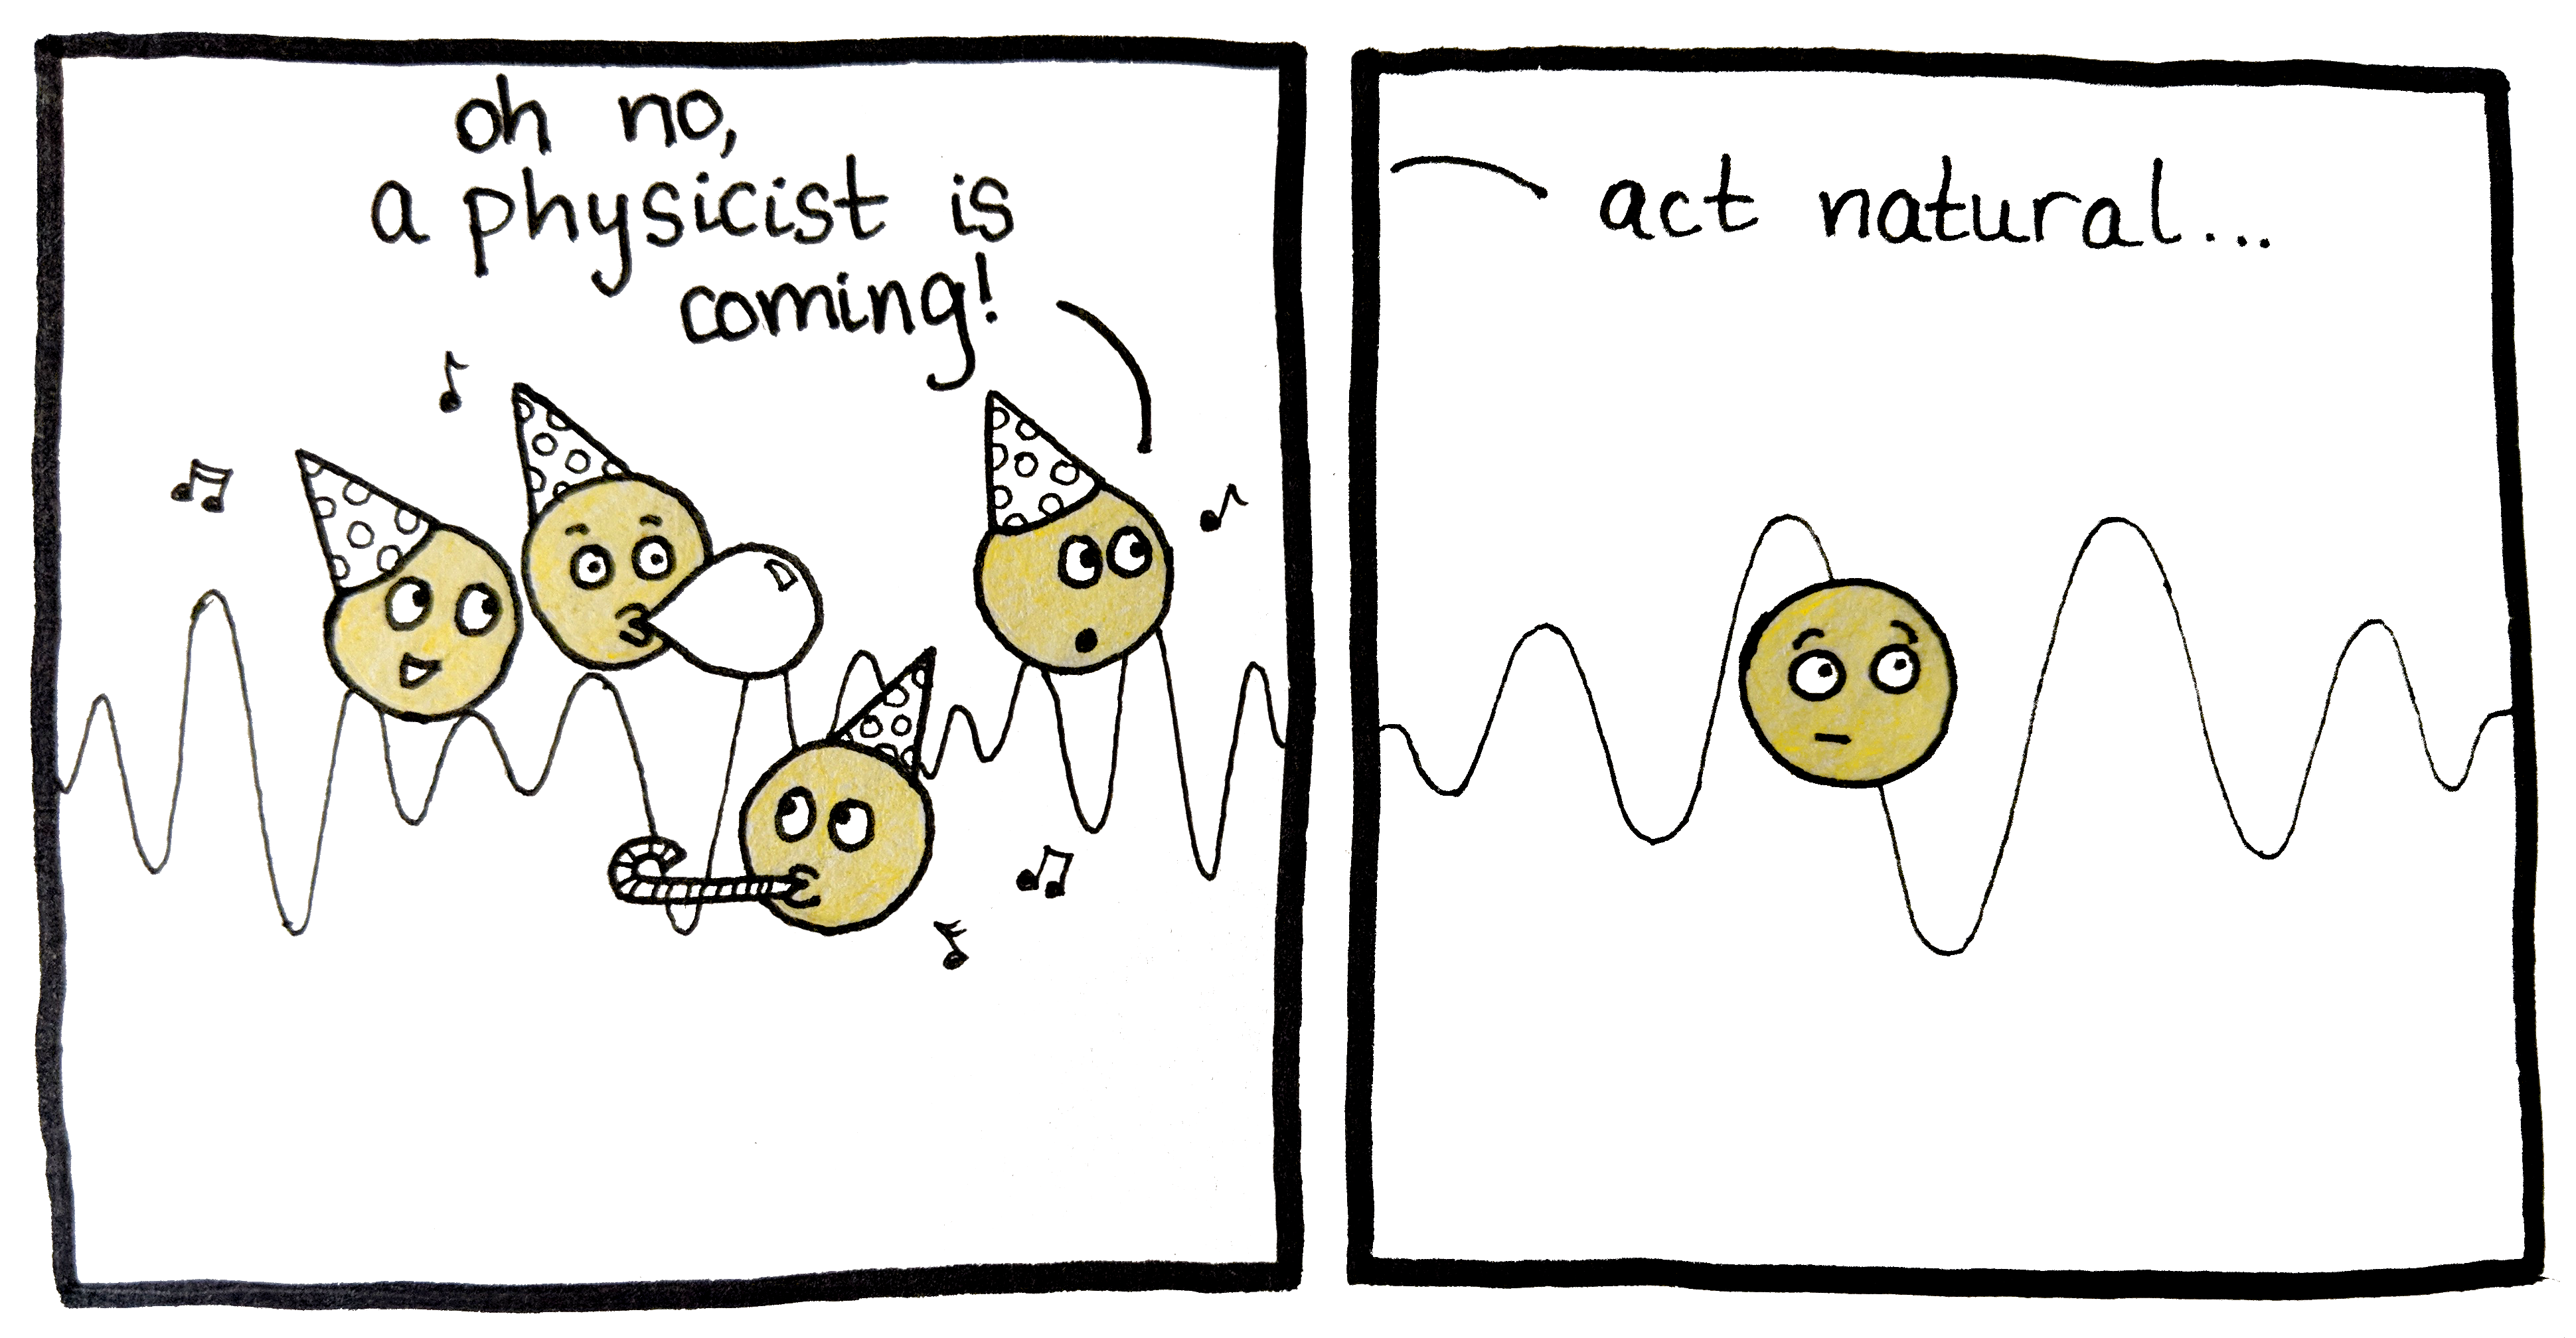 oh no,
a physicist is
coming!
act natural...